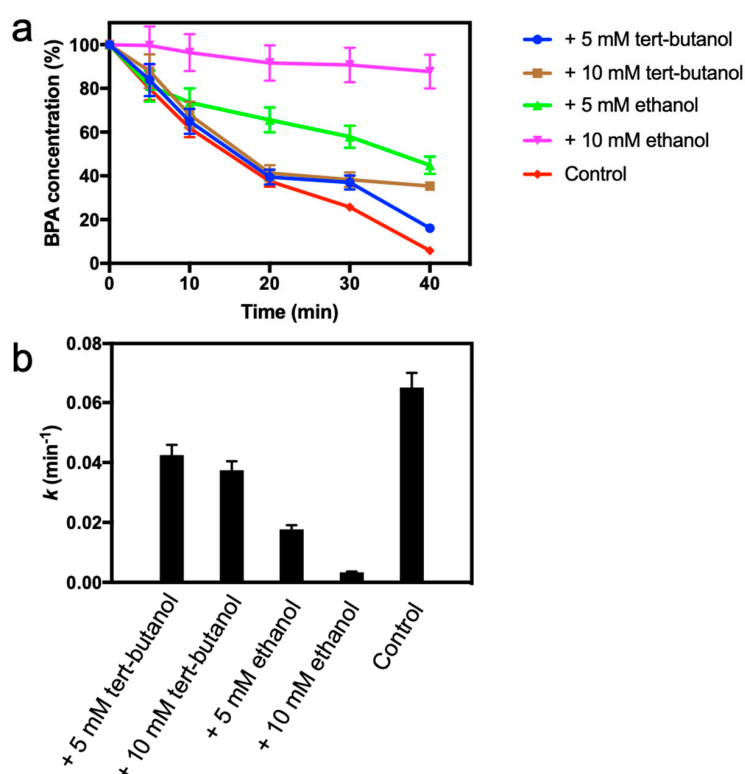 a
BPA concentration (%)
100
80
60
40
20
0
0 10 20 30 40
Time (min)
+ 5 mM tert-butanol
+ 10 mM tert-butanol
+ 5 mM ethanol
+ 10 mM ethanol
Control
b
k (min-1)
0.08
0.06
0.04
0.02
0.00
+ 5 mM tert-butanol
+ 10 mM tert-butanol
+ 5 mM ethanol
+ 10 mM ethanol
Control